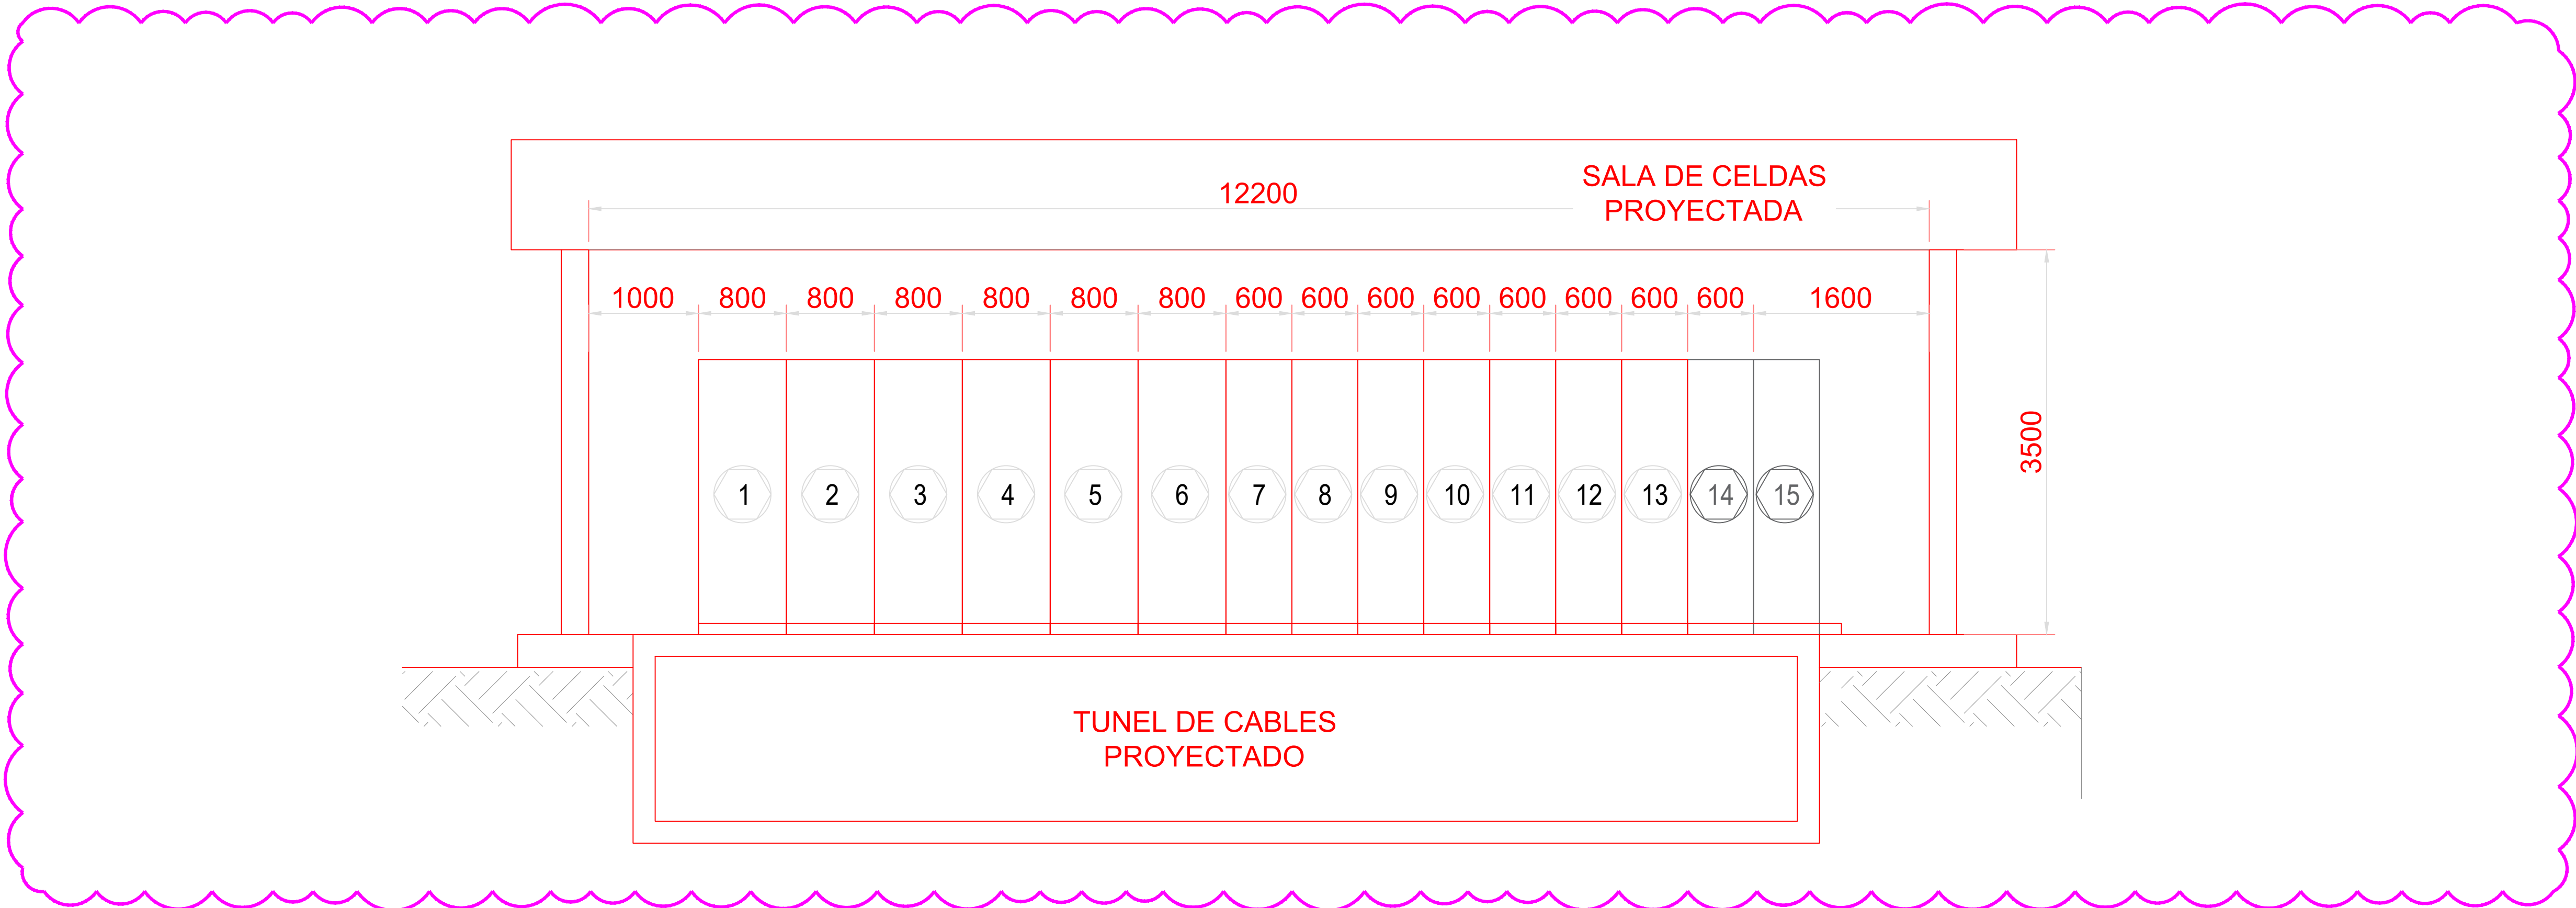 SALA DE CELDAS
PROYECTADA
12200
1000 800 800 800 800 800 800 600 600 600 600 600 600 600 600 1600
3500
1 2 3 4 5 6 7 8 9 10 11 12 13 14 15
TUNEL DE CABLES
PROYECTADO